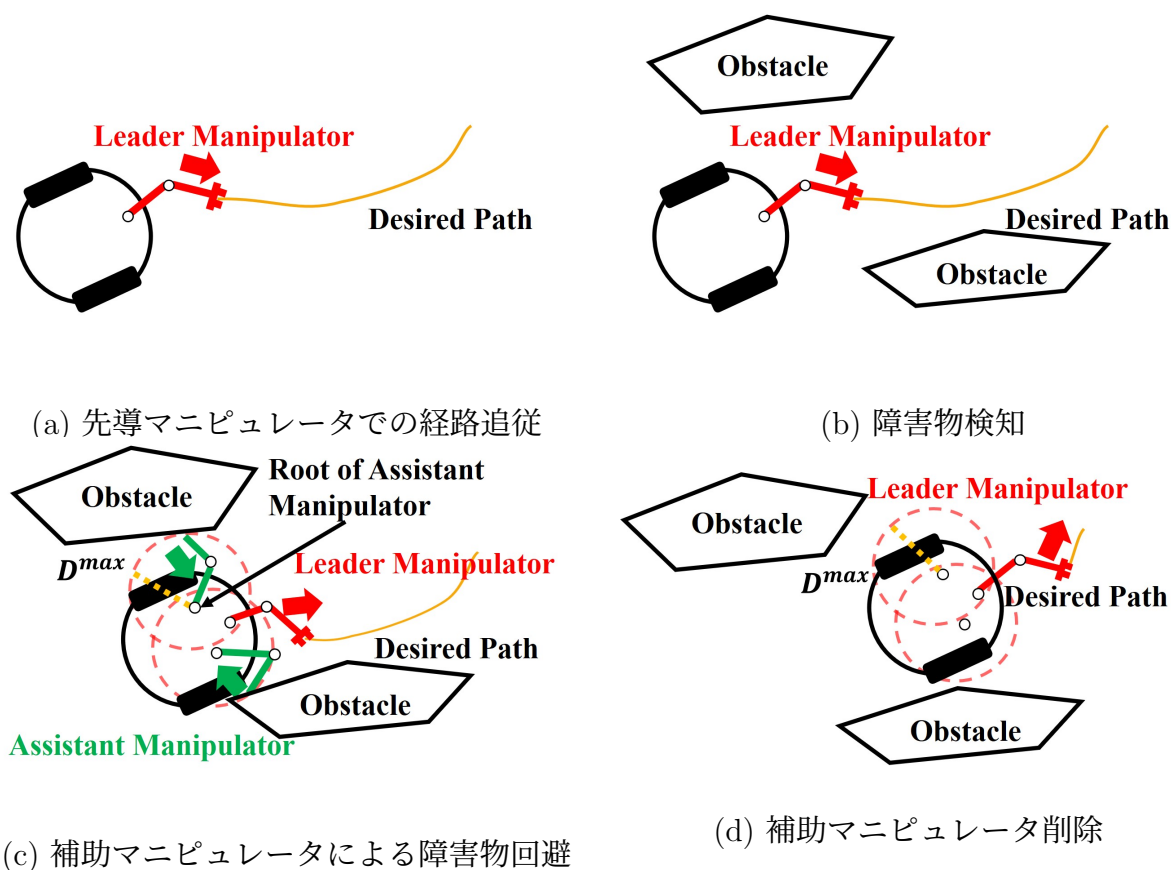 Leader Manipulator
Desired Path
(a) 先導マニピュレータでの経路追従
Obstacle
Leader Manipulator
Desired Path
Obstacle
(b) 障害物検知
Obstacle
Root of Assistant
Manipulator
D^max
Leader Manipulator
Desired Path
Obstacle
Assistant Manipulator
(c) 補助マニピュレータによる障害物回避
Leader Manipulator
Obstacle
D^max
Desired Path
Obstacle
(d) 補助マニピュレータ削除